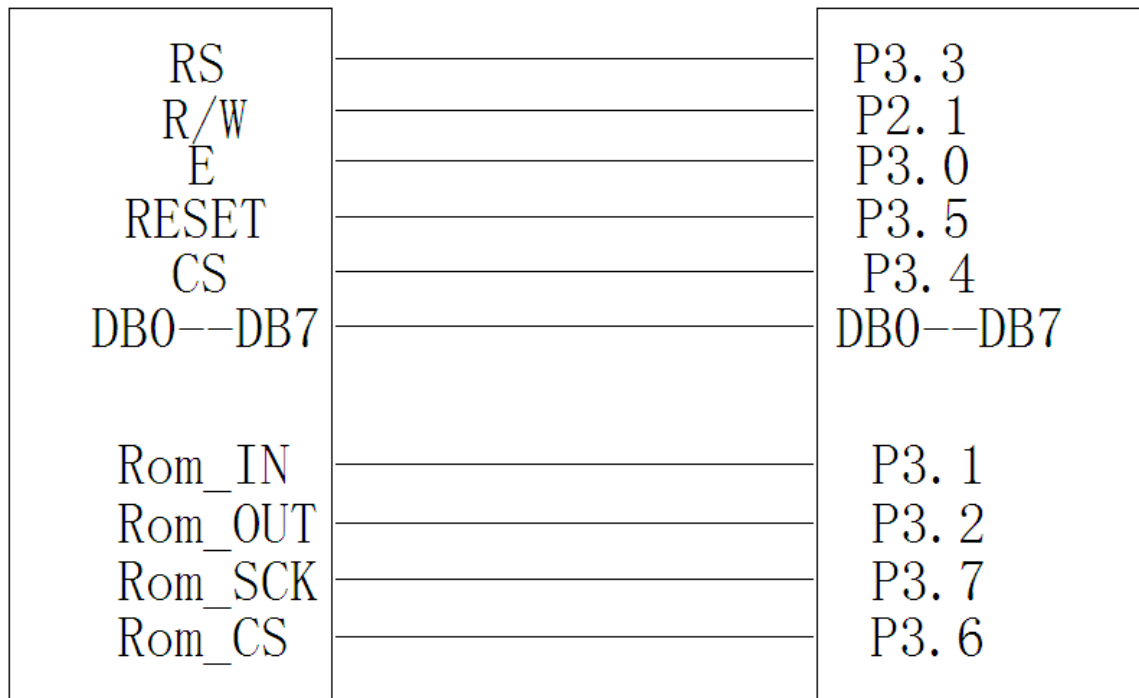 RS P3.3
R/W P2.1
E P3.0
RESET P3.5
CS P3.4
DB0--DB7 DB0--DB7
Rom_IN P3.1
Rom_OUT P3.2
Rom_SCK P3.7
Rom_CS P3.6